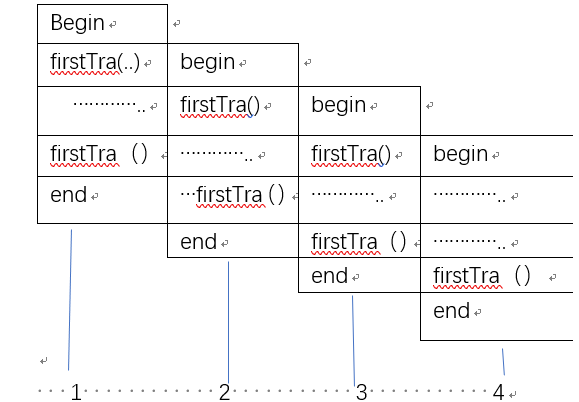 Begin
firstTra(..) begin
………….. firstTra() begin
firstTra（） ………….. firstTra() begin
end …firstTra（） ………….. …………..
end firstTra（） …………..
end firstTra（）
end
1 2 3 4